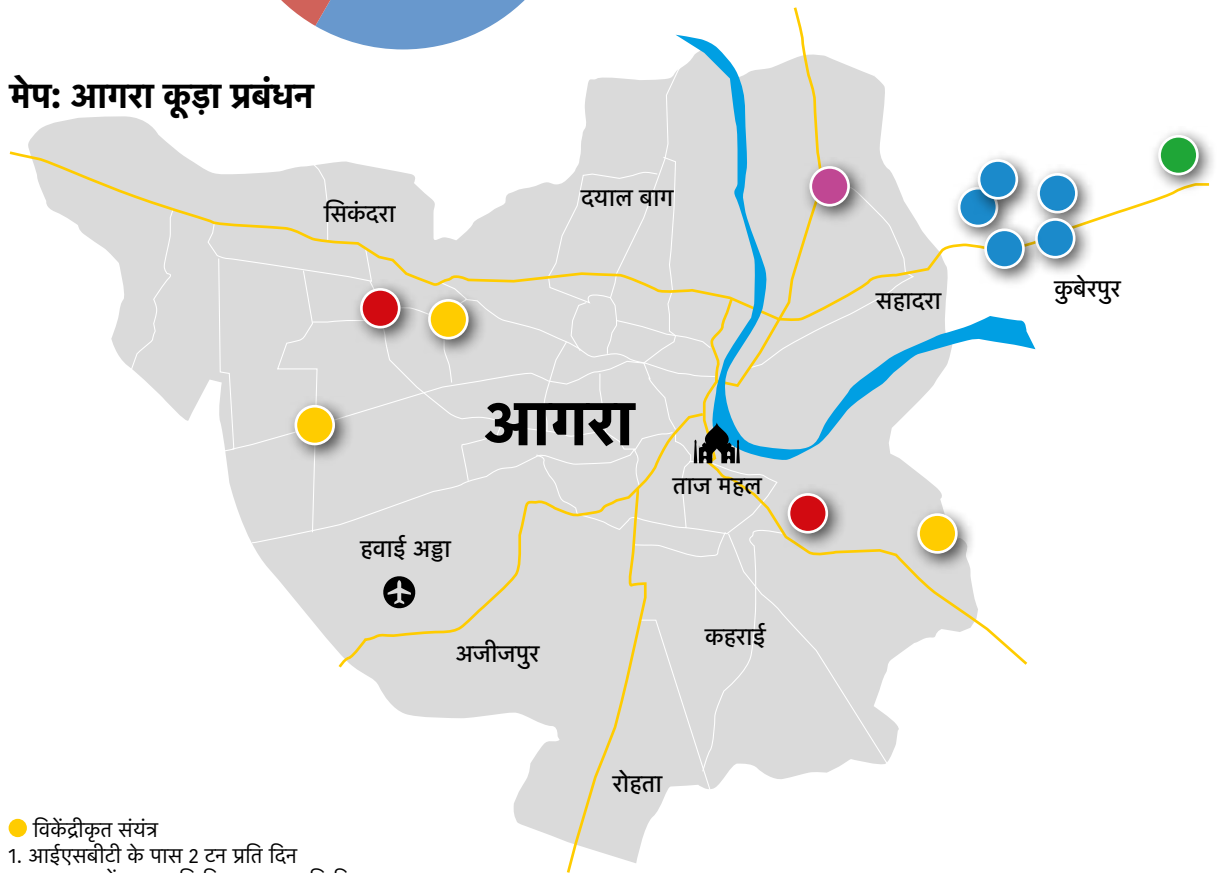 मेप: आगरा कूड़ा प्रबंधन
सिकंदरा
दयाल बाग
सहादरा
कुबेरपुर
आगरा
ताज महल
हवाई अड्डा
अजीजपुर
कहराई
रोहता
विकेंद्रीकृत संयंत्र
1. आईएसबीटी के पास 2 टन प्रति दिन